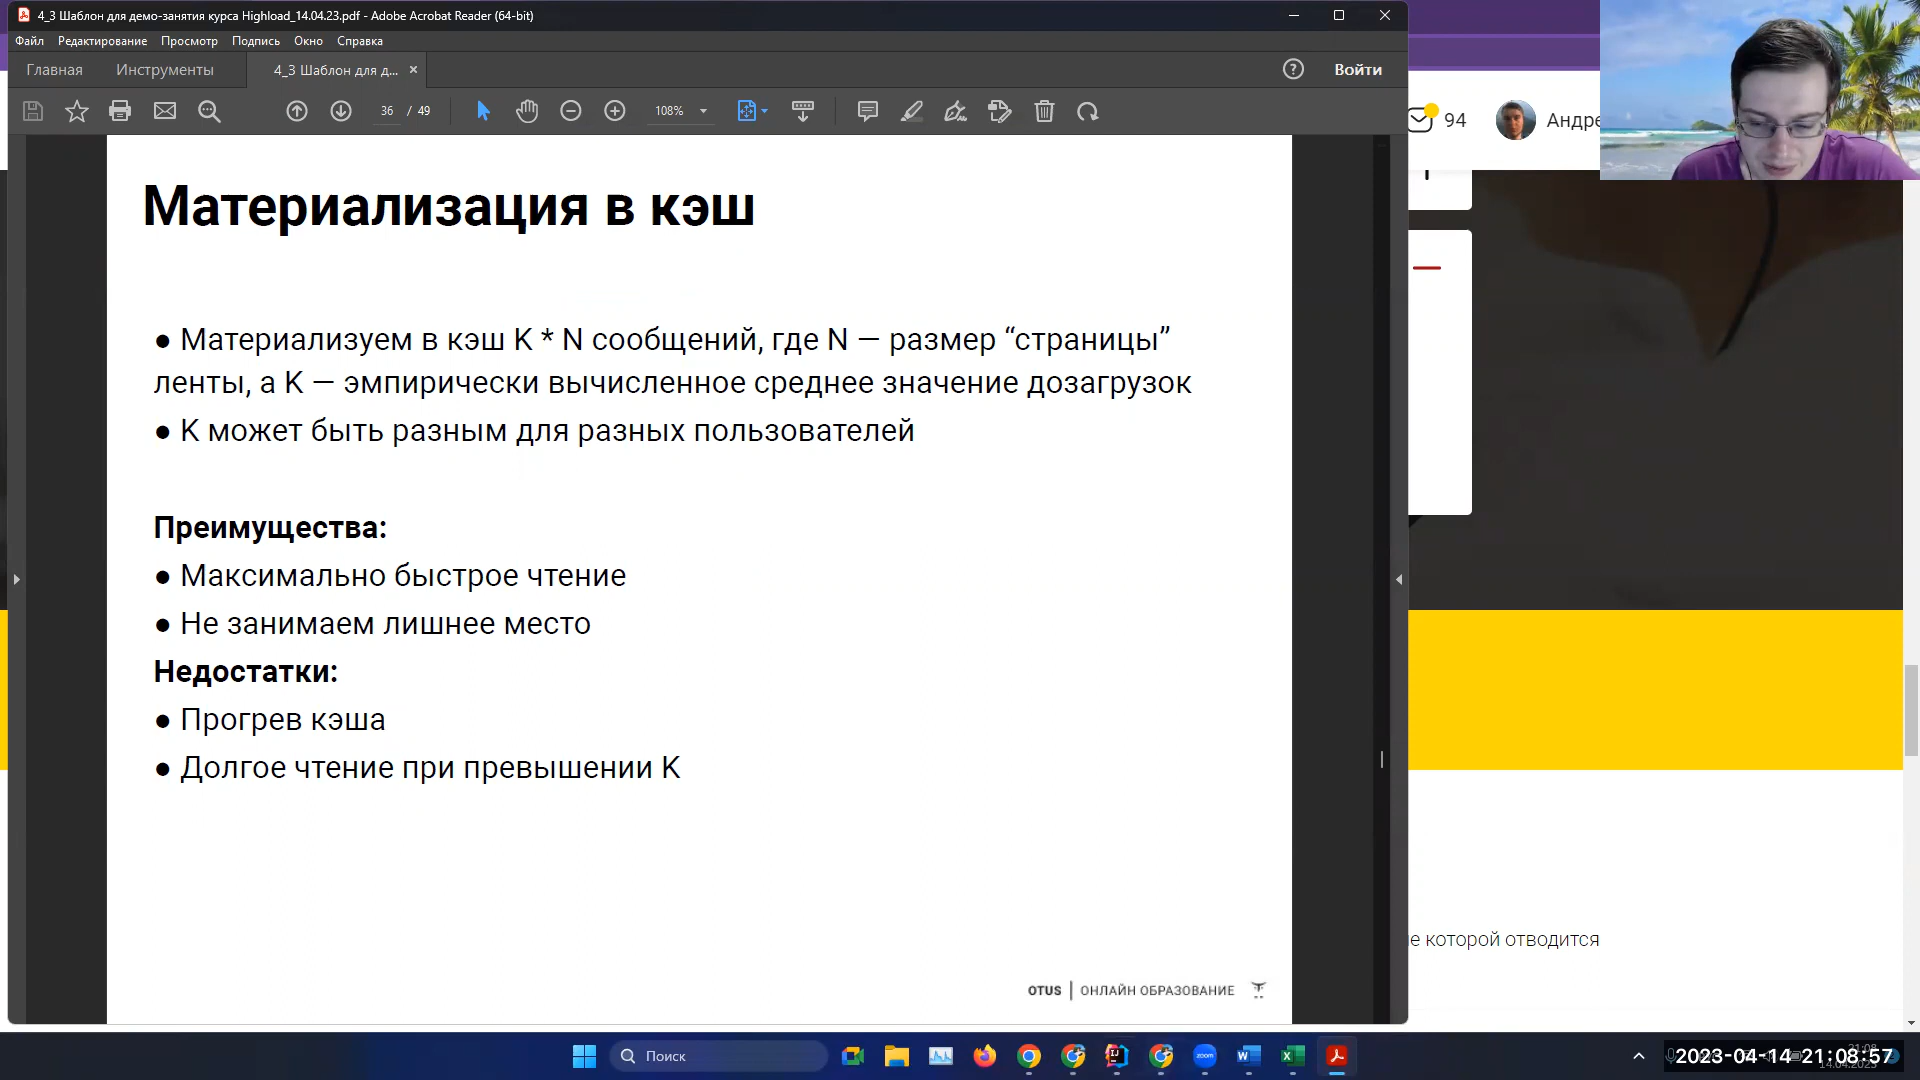 4_3 Шаблон для демо-занятия курса Highload_14.04.23.pdf - Adobe Acrobat Reader (64-bit)
Файл Редактирование Просмотр Подпись Окно Справка
Главная Инструменты 4_3 Шаблон для д... × Войти
36 / 49 108%
94 Андре
Материализация в кэш
● Материализуем в кэш K * N сообщений, где N — размер “страницы”
ленты, а K — эмпирически вычисленное среднее значение дозагрузок
● K может быть разным для разных пользователей
Преимущества:
● Максимально быстрое чтение
● Не занимаем лишнее место
Недостатки:
● Прогрев кэша
● Долгое чтение при превышении K
е которой отводится
OTUS | ОНЛАЙН ОБРАЗОВАНИЕ
Поиск
2023-04-14 21:08:57